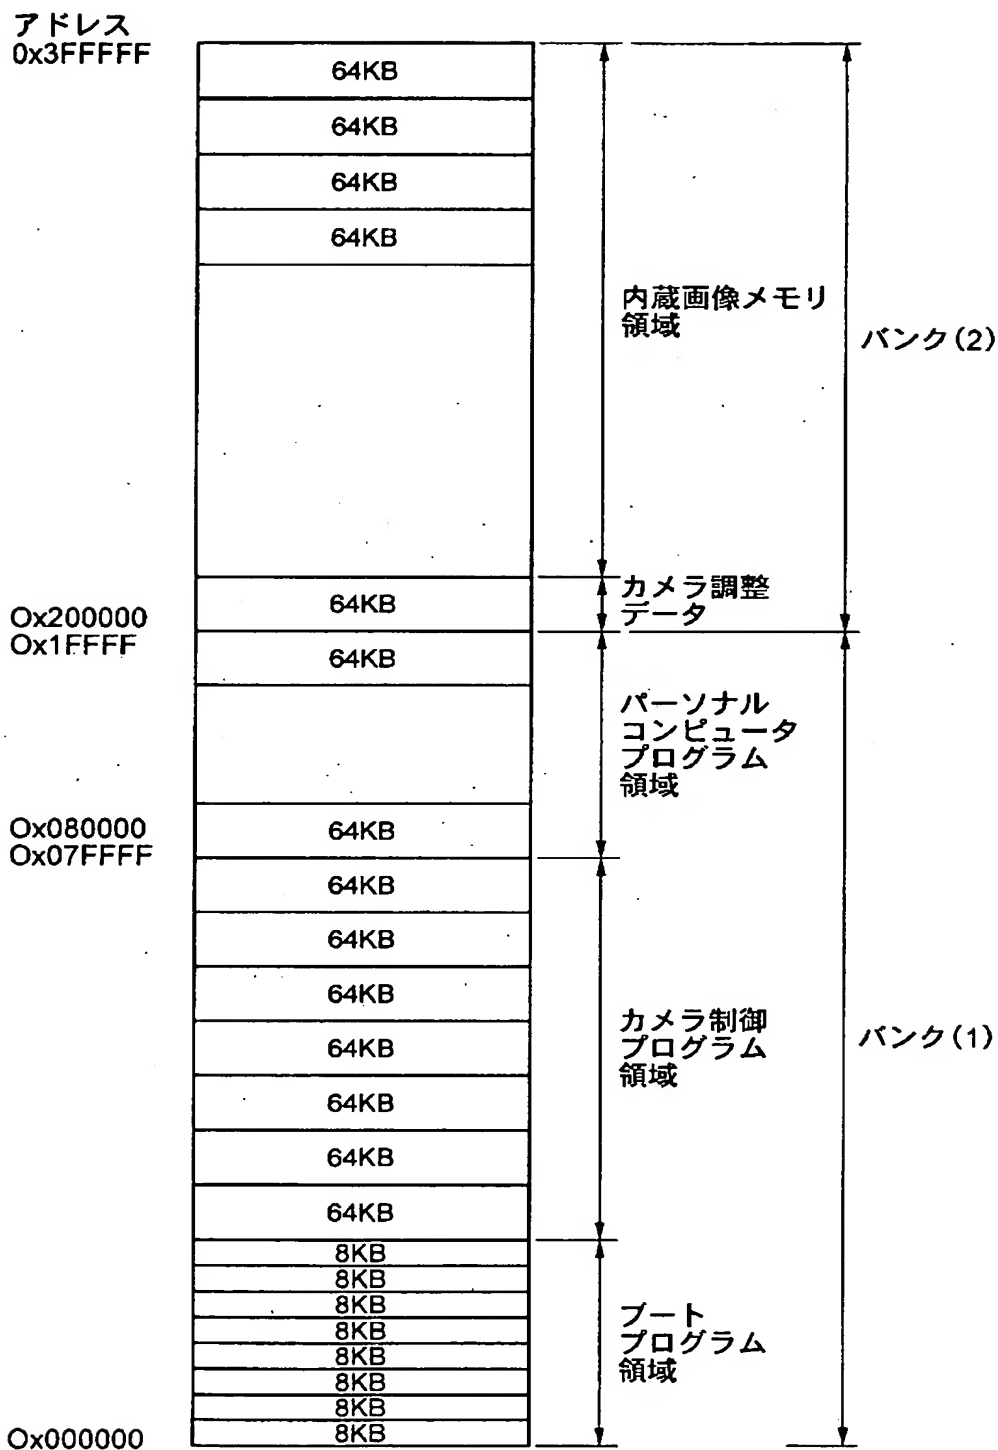 アドレス
0x3FFFFF
64KB
64KB
64KB
64KB
内蔵画像メモリ
領域
バンク(2)
カメラ調整
データ
64KB
0x200000
0x1FFFF
64KB
パーソナル
コンピュータ
プログラム
領域
0x080000
0x07FFFF
64KB
64KB
64KB
64KB
64KB
64KB
64KB
64KB
カメラ制御
プログラム
領域
バンク(1)
8KB
8KB
8KB
8KB
8KB
8KB
8KB
8KB
ブート
プログラム
領域
0x000000